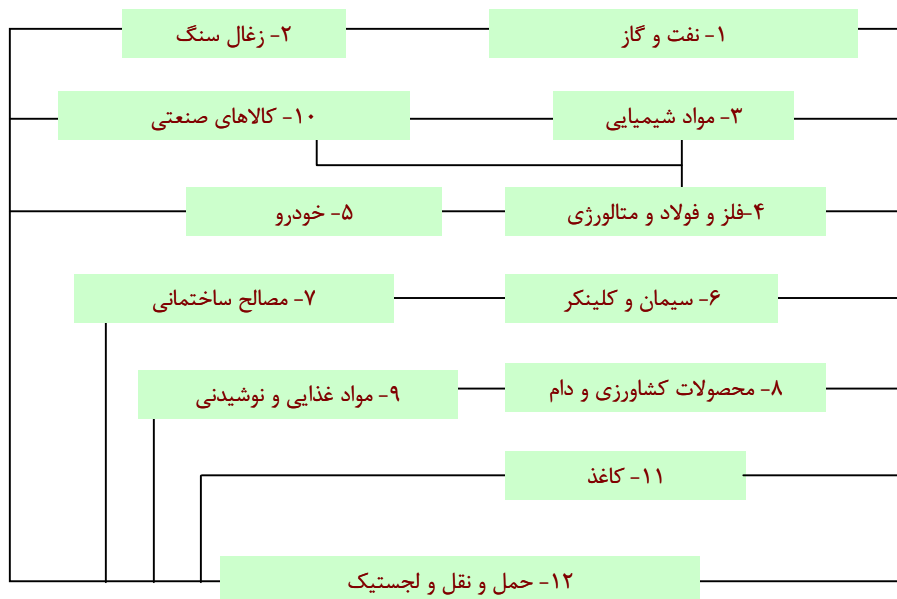 ۱- نفت و گاز
۲- زغال سنگ
۳- مواد شیمیایی
۱۰- کالاهای صنعتی
۴-فلز و فولاد و متالورژی
۵- خودرو
۶- سیمان و کلینکر
۷- مصالح ساختمانی
۸- محصولات کشاورزی و دام
۹- مواد غذایی و نوشیدنی
۱۱- کاغذ
۱۲- حمل و نقل و لجستیک